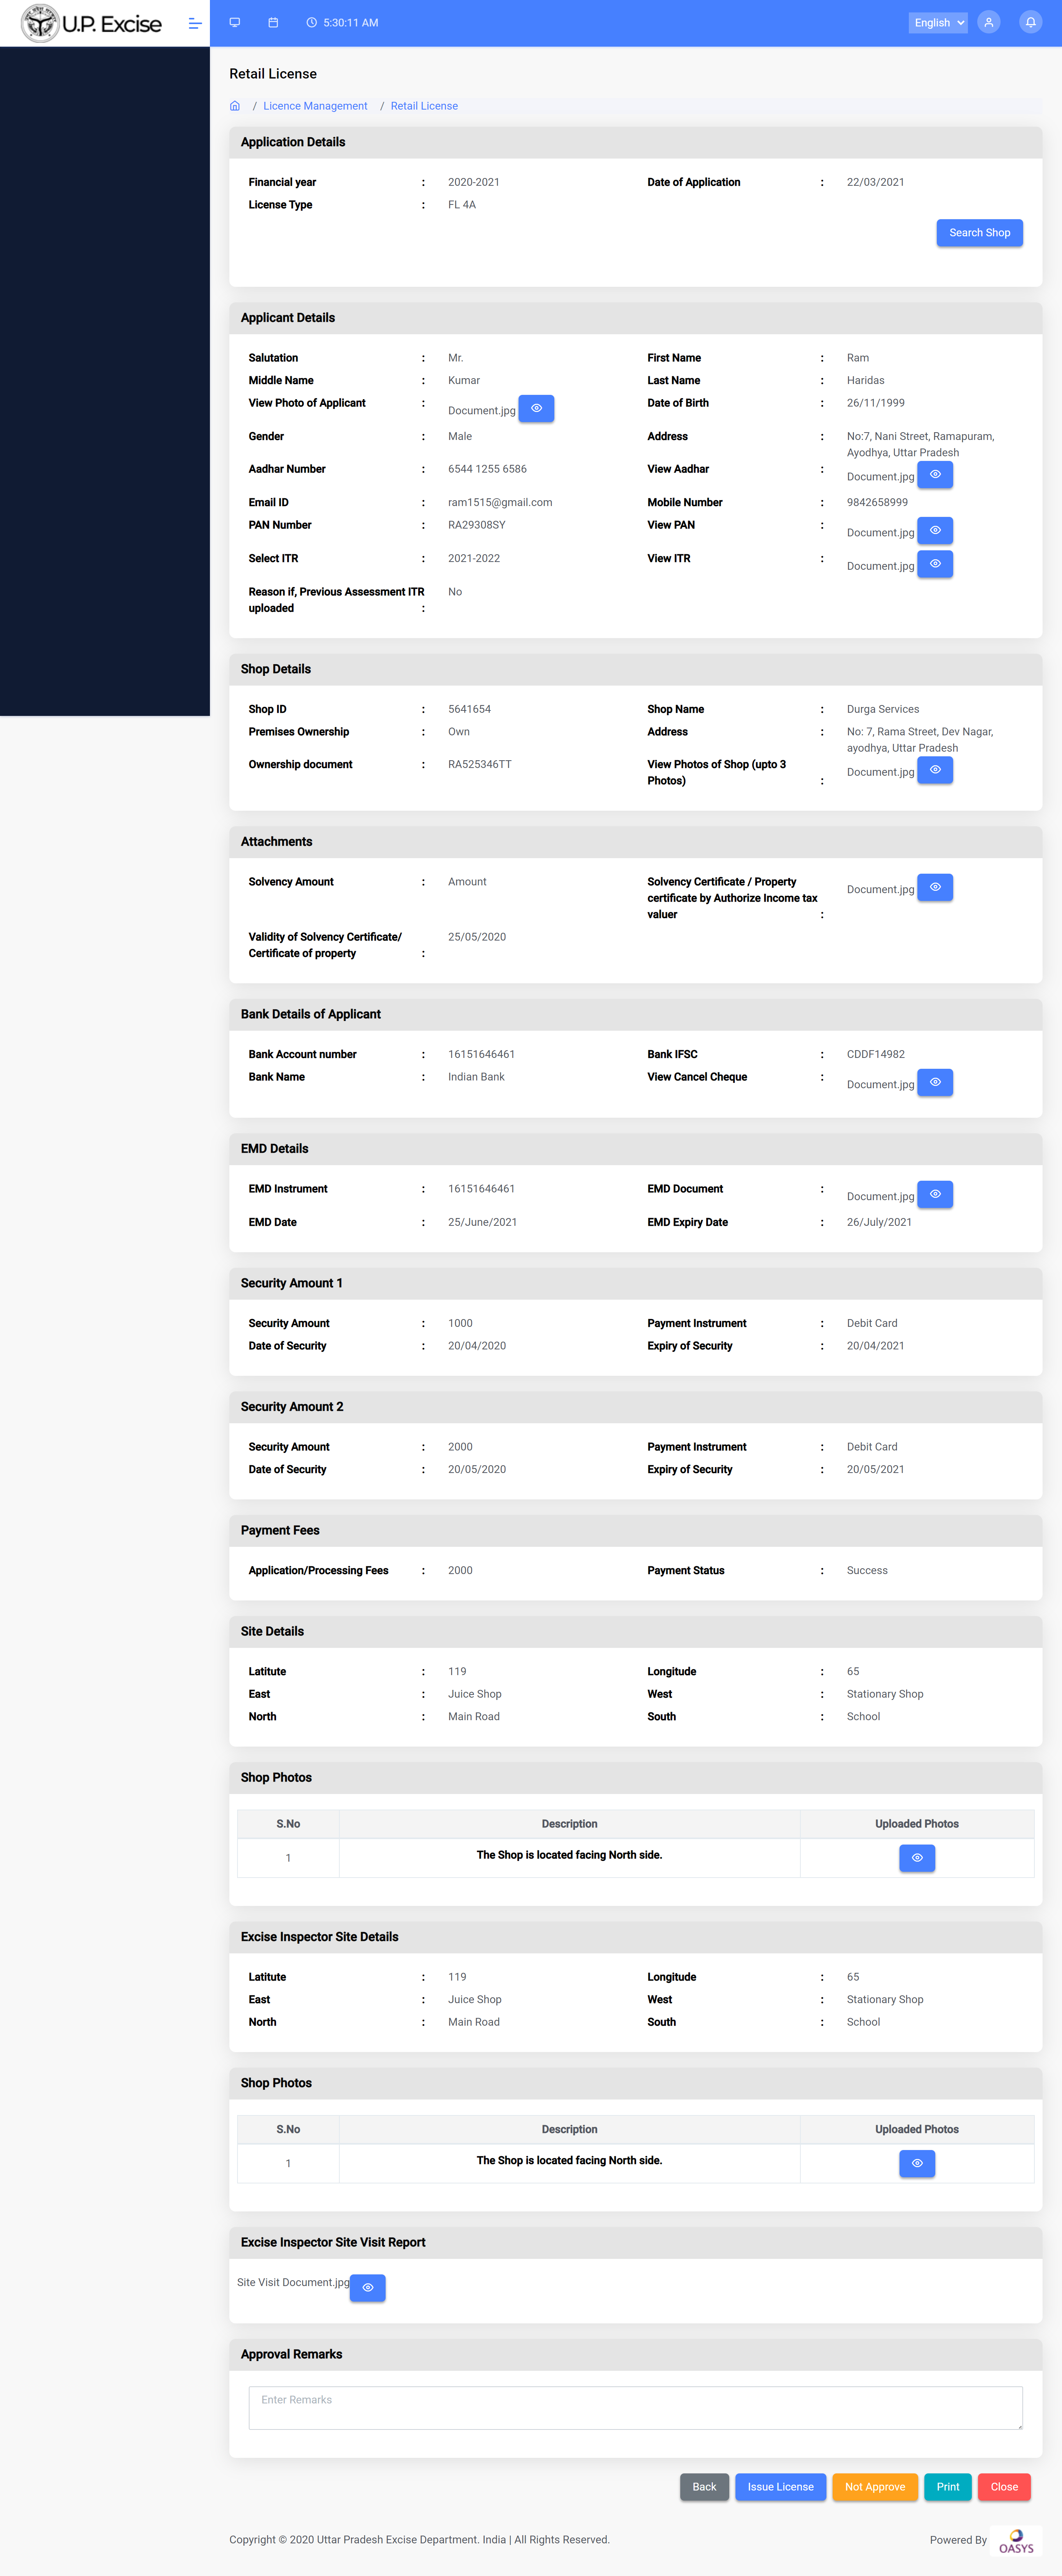 U.P. Excise
5:30:11 AM
English
Retail License
/ Licence Management / Retail License
Application Details
Financial year : 2020-2021 Date of Application : 22/03/2021
License Type : FL 4A
Search Shop
Applicant Details
Salutation : Mr. First Name : Ram
Middle Name : Kumar Last Name : Haridas
View Photo of Applicant : Document.jpg Date of Birth : 26/11/1999
Gender : Male Address : No:7, Nani Street, Ramapuram,
Ayodhya, Uttar Pradesh
Aadhar Number : 6544 1255 6586 View Aadhar : Document.jpg
Email ID : ram1515@gmail.com Mobile Number : 9842658999
PAN Number : RA29308SY View PAN : Document.jpg
Select ITR : 2021-2022 View ITR : Document.jpg
Reason if, Previous Assessment ITR No
uploaded :
Shop Details
Shop ID : 5641654 Shop Name : Durga Services
Premises Ownership : Own Address : No: 7, Rama Street, Dev Nagar,
ayodhya, Uttar Pradesh
Ownership document : RA525346TT View Photos of Shop (upto 3 Document.jpg
Photos) :
Attachments
Solvency Amount : Amount Solvency Certificate / Property Document.jpg
certificate by Authorize Income tax
valuer :
Validity of Solvency Certificate/ 25/05/2020
Certificate of property :
Bank Details of Applicant
Bank Account number : 16151646461 Bank IFSC : CDDF14982
Bank Name : Indian Bank View Cancel Cheque : Document.jpg
EMD Details
EMD Instrument : 16151646461 EMD Document : Document.jpg
EMD Date : 25/June/2021 EMD Expiry Date : 26/July/2021
Security Amount 1
Security Amount : 1000 Payment Instrument : Debit Card
Date of Security : 20/04/2020 Expiry of Security : 20/04/2021
Security Amount 2
Security Amount : 2000 Payment Instrument : Debit Card
Date of Security : 20/05/2020 Expiry of Security : 20/05/2021
Payment Fees
Application/Processing Fees : 2000 Payment Status : Success
Site Details
Latitute : 119 Longitude : 65
East : Juice Shop West : Stationary Shop
North : Main Road South : School
Shop Photos
S.No Description Uploaded Photos
1 The Shop is located facing North side.
Excise Inspector Site Details
Latitute : 119 Longitude : 65
East : Juice Shop West : Stationary Shop
North : Main Road South : School
Shop Photos
S.No Description Uploaded Photos
1 The Shop is located facing North side.
Excise Inspector Site Visit Report
Site Visit Document.jpg
Approval Remarks
Enter Remarks
Back Issue License Not Approve Print Close
Copyright © 2020 Uttar Pradesh Excise Department. India | All Rights Reserved. Powered By OASYS